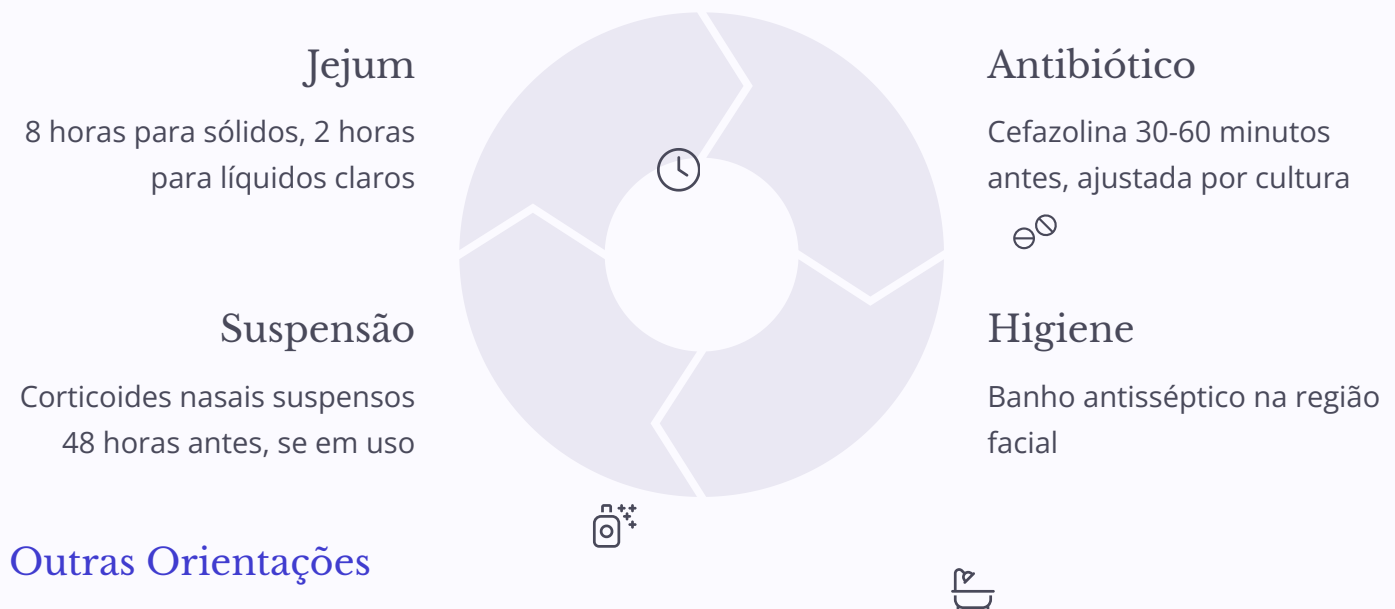 Jejum
8 horas para sólidos, 2 horas
para líquidos claros
Antibiótico
Cefazolina 30-60 minutos
antes, ajustada por cultura
Suspensão
Corticoides nasais suspensos
48 horas antes, se em uso
Higiene
Banho antisséptico na região
facial
Outras Orientações